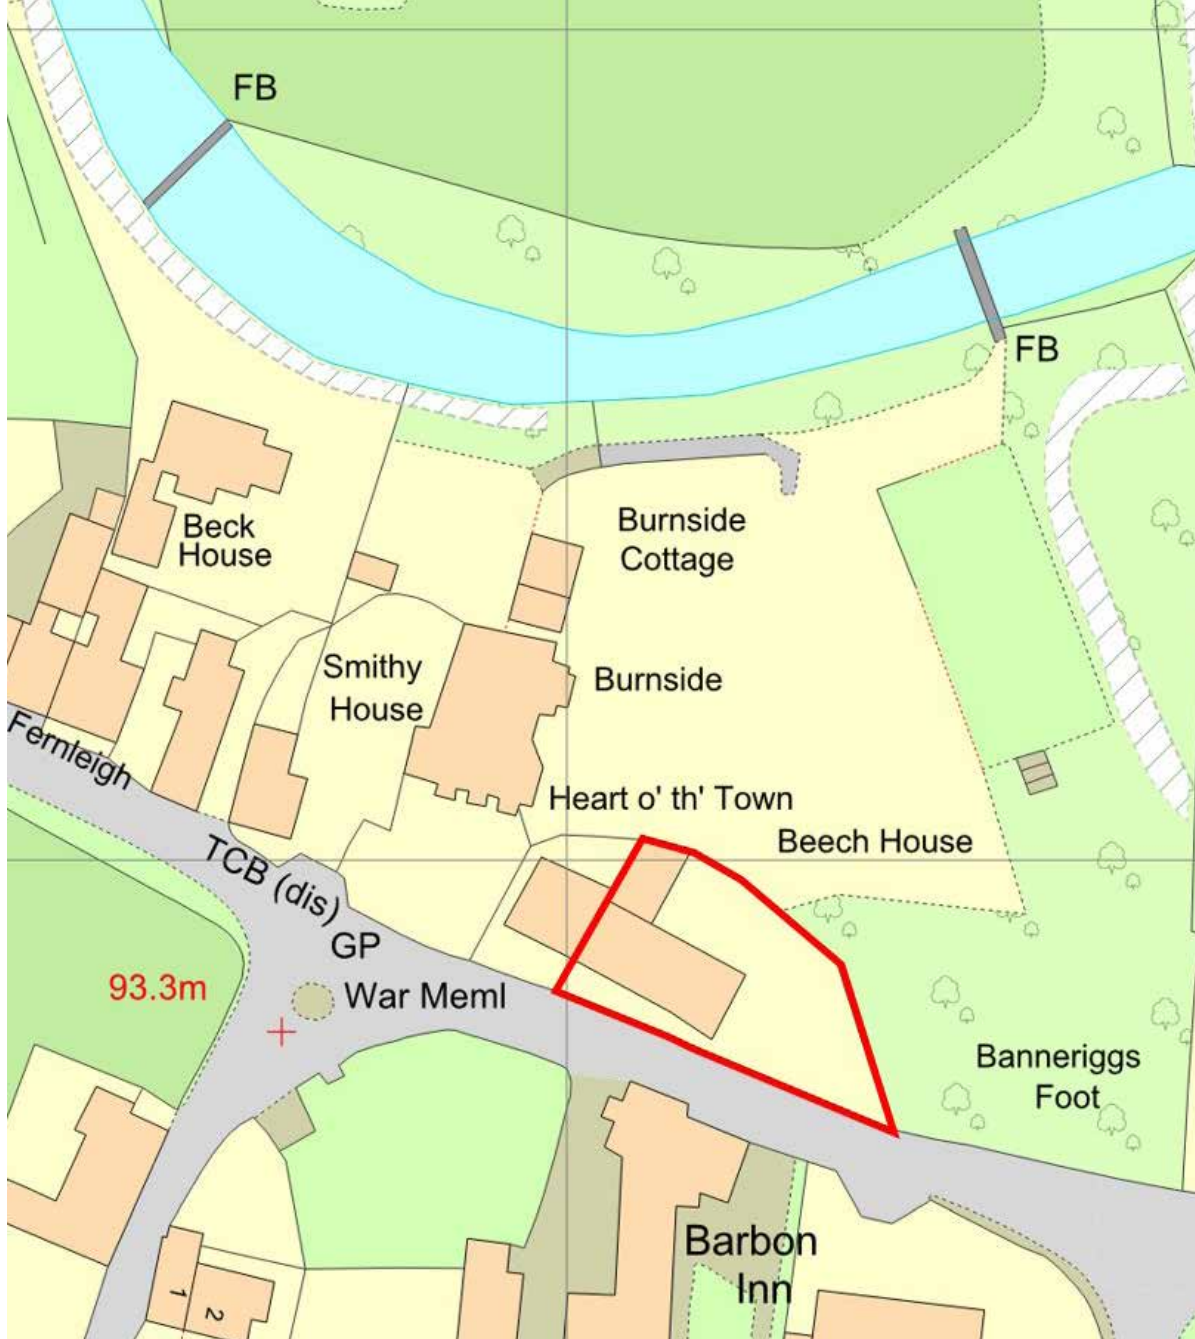 FB
FB
Burnside
Cottage
Beck
House
Smithy
House
Burnside
Fernleigh
Heart o' th' Town
Beech House
TCB (dis)
GP
93.3m
War Meml
Banneriggs
Foot
Barbon
Inn
1
2